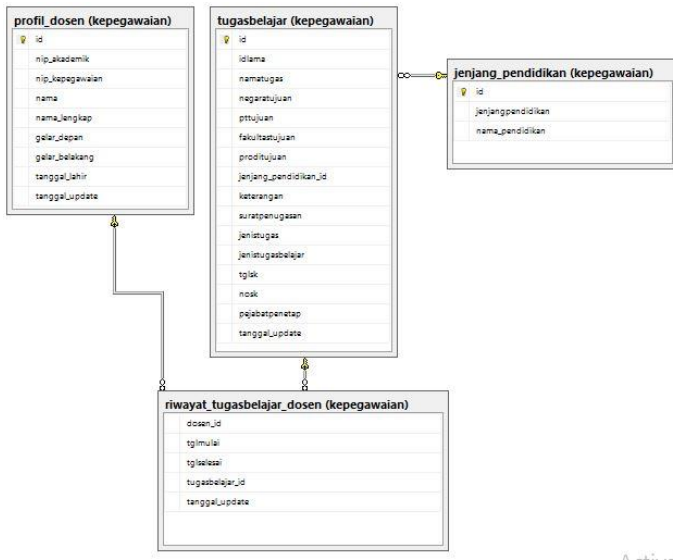 profil_dosen (kepegawaian)
id
nip_akademik
nip_kepegawaian
nama
nama_lengkap
gelar_depan
gelar_belakang
tanggal_lahir
tanggal_update
tugasbelajar (kepegawaian)
id
idlama
namatugas
negaratujuan
pttujuan
fakultastujuan
proditujuan
jenjang_pendidikan_id
keterangan
suratpenugasan
jenistugas
jenistugasbelajar
tglsk
nosk
pejabatpenetap
tanggal_update
jenjang_pendidikan (kepegawaian)
id
jenjangpendidikan
nama_pendidikan
riwayat_tugasbelajar_dosen (kepegawaian)
dosen_id
tglmulai
tglselesai
tugasbelajar_id
tanggal_update